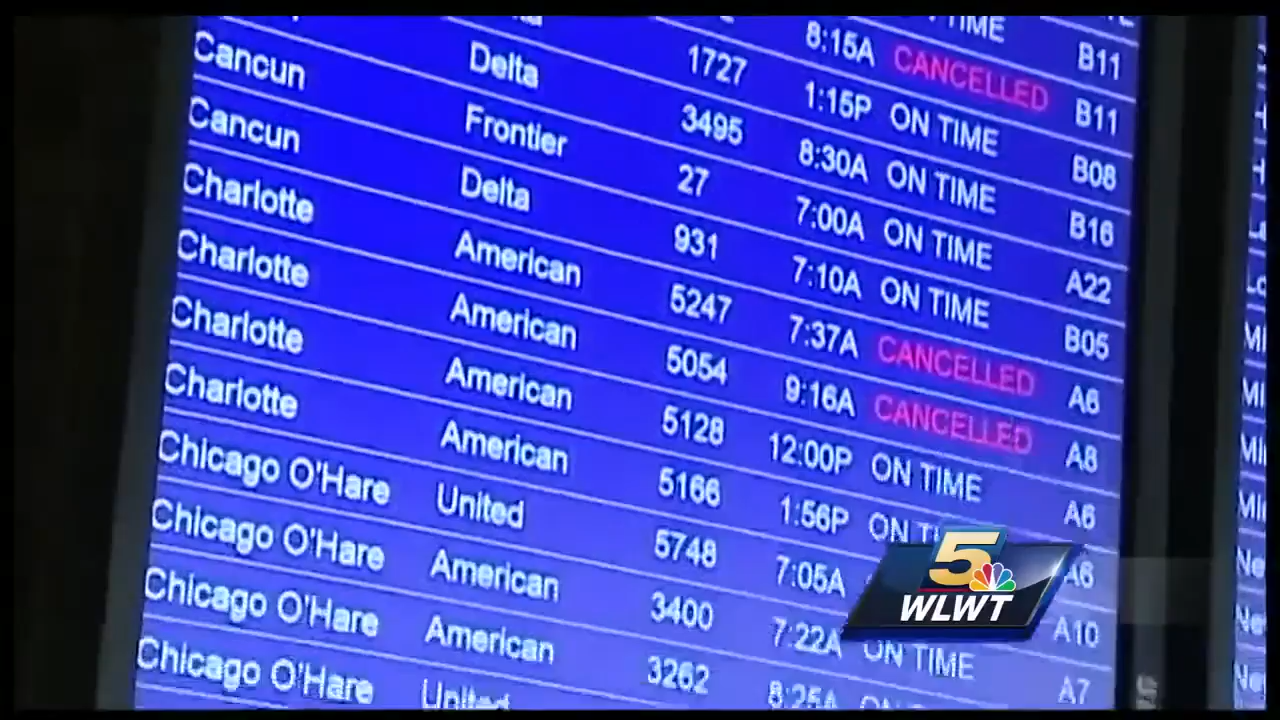 B11
8:15A CANCELLED B11
1727 1:15P ON TIME B08
Delta 3495 8:30A ON TIME B16
Cancun Frontier 27 7:00A ON TIME A22
Cancun Delta 931 7:10A ON TIME B05
Charlotte American 5247 7:37A CANCELLED A6
Charlotte American 5054 9:16A CANCELLED A8
Charlotte American 5128 12:00P ON TIME A6
Charlotte American 5166 1:56P ON A6
Chicago O'Hare United 5748 7:05A A10
Chicago O'Hare American 3400 7:22A ON TIME A7
Chicago O'Hare American 3262 8:25A
Chicago O'Hare United
5
WLWT